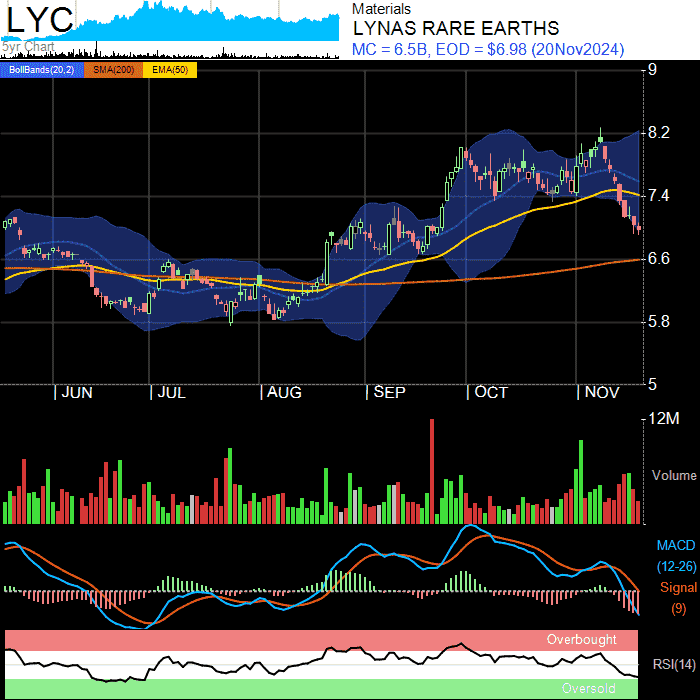 LYC
5yr Chart
Materials
LYNAS RARE EARTHS
MC = 6.5B, EOD = $6.98 (20Nov2024)
BollBands(20,2) SMA(200) EMA(50)
9
8.2
7.4
6.6
5.8
5
| JUN | JUL | AUG | SEP | OCT | NOV
12M
Volume
MACD
(12-26)
Signal
(9)
Overbought
RSI(14)
Oversold